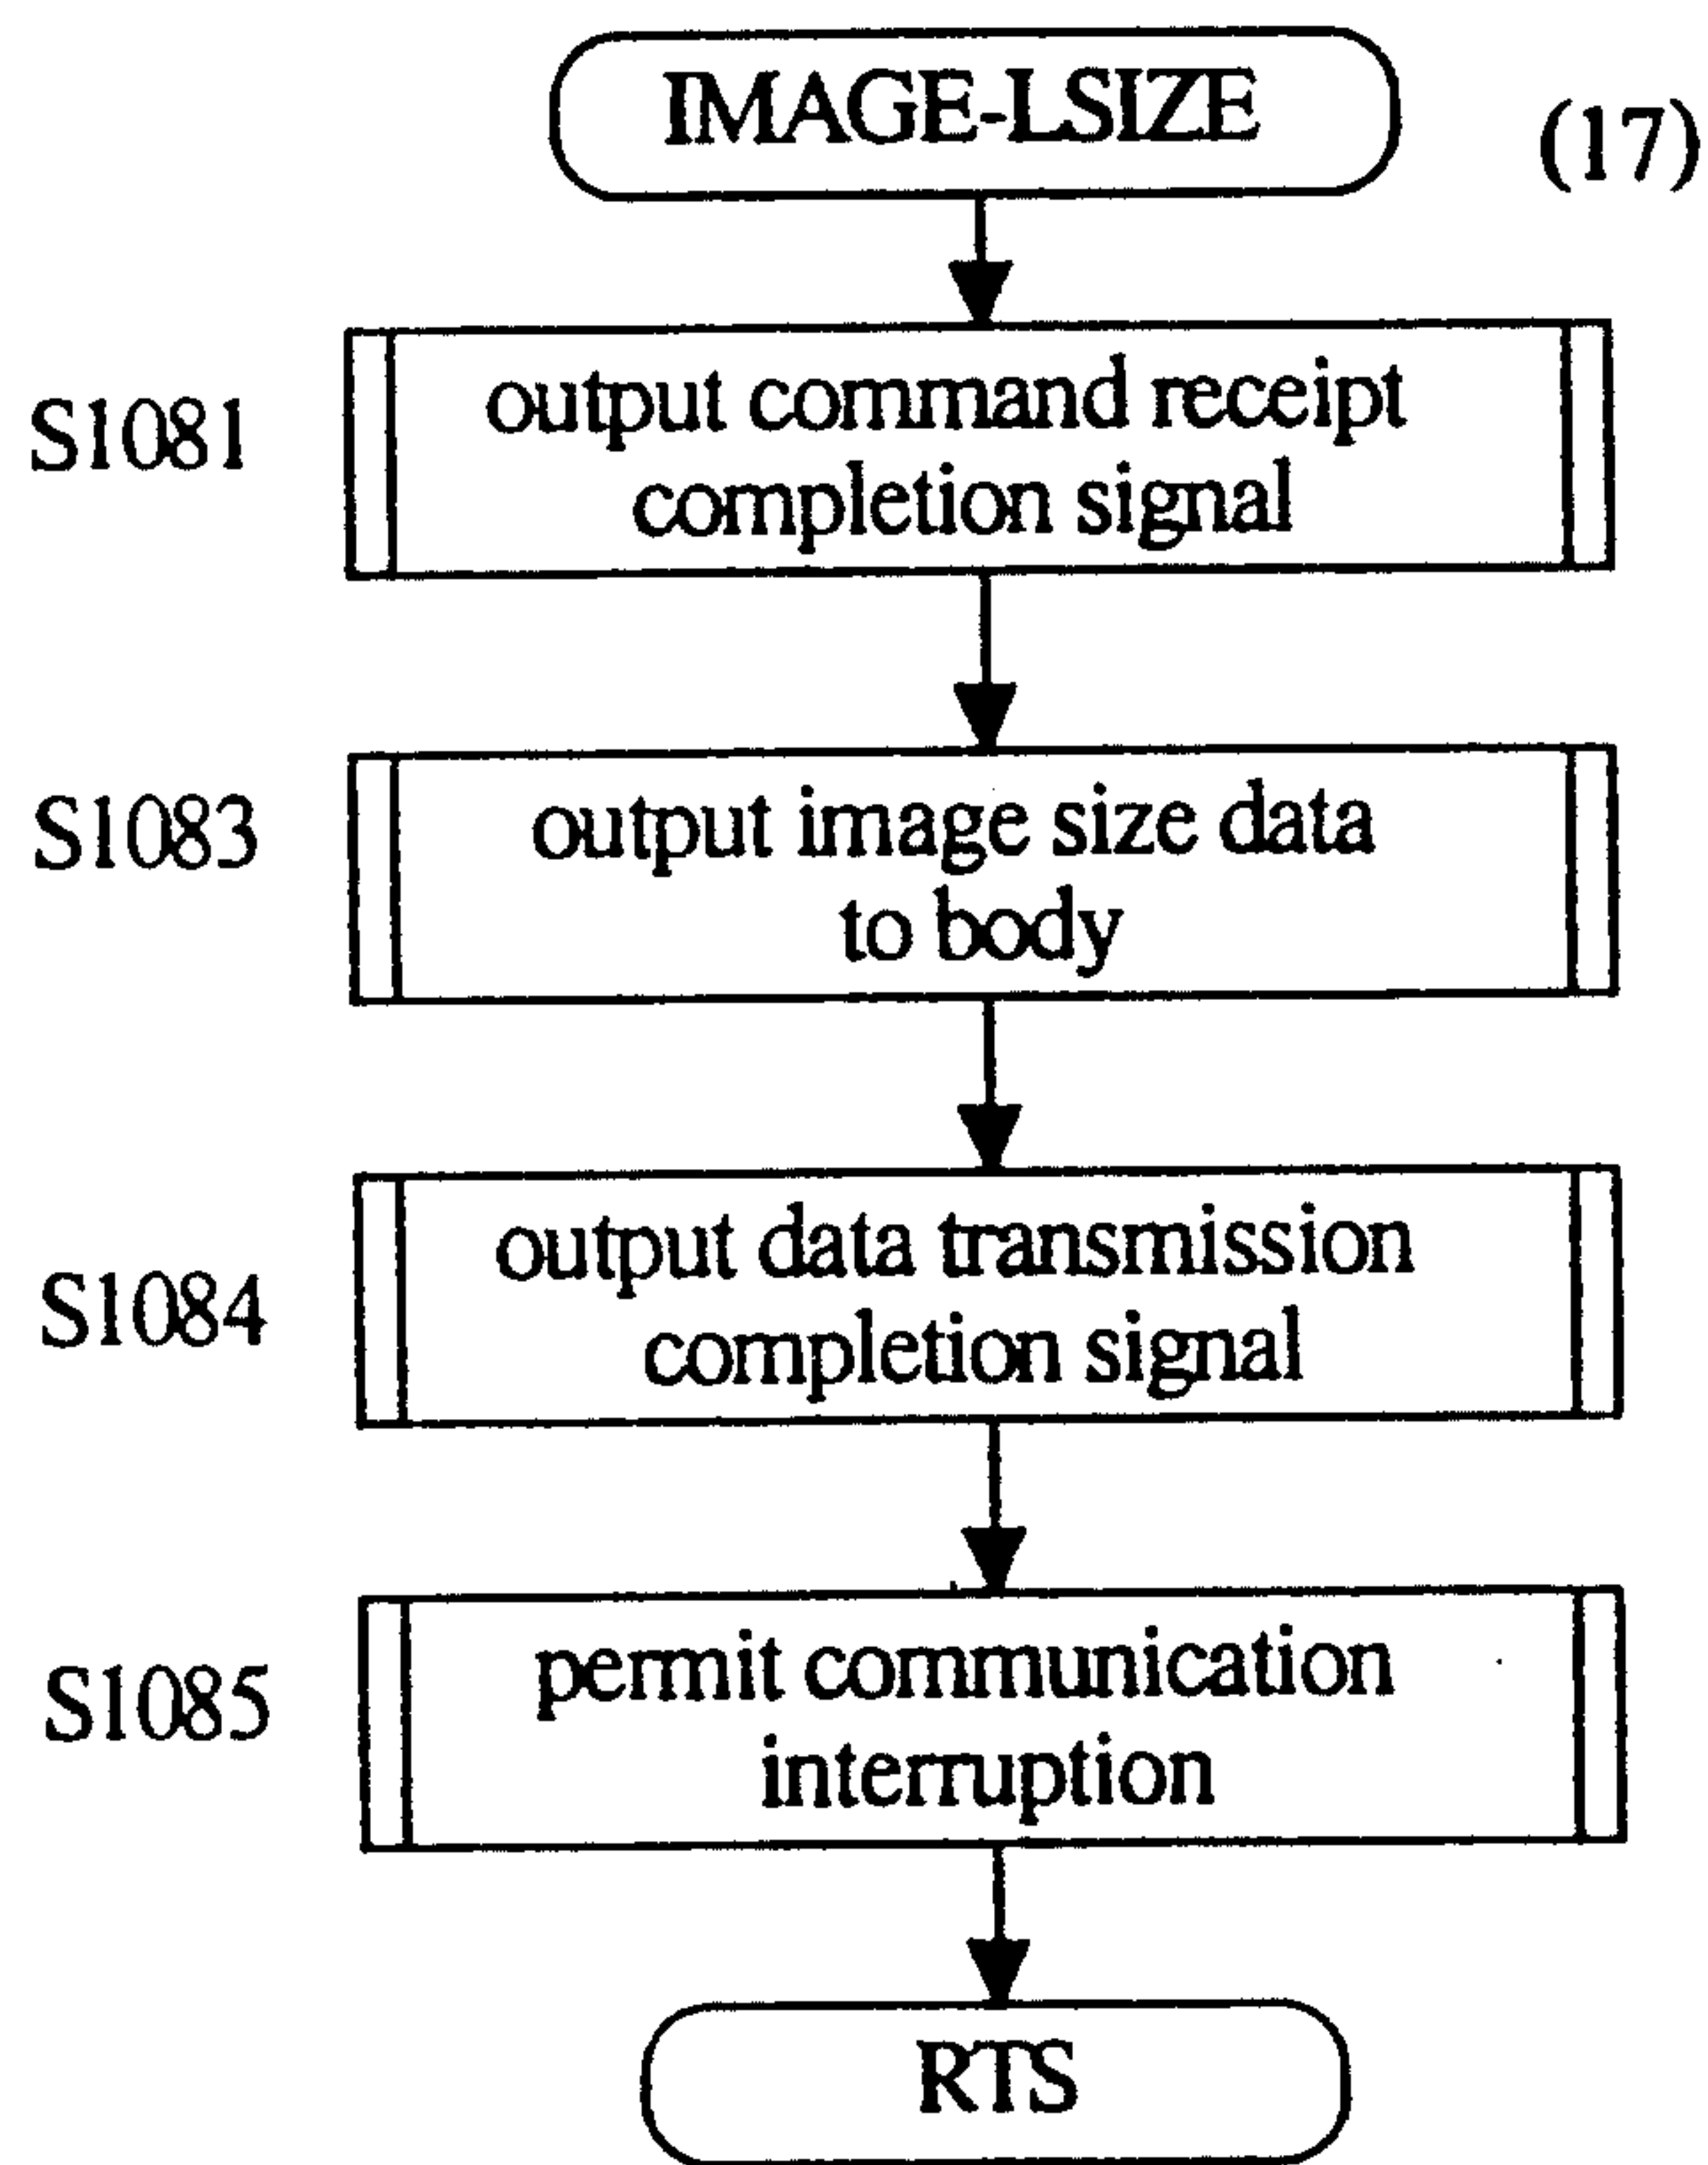 IMAGE-LSIZE
(17)
S1081
output command receipt
completion signal
S1083
output image size data
to body
S1084
output data transmission
completion signal
S1085
permit communication
interruption
RTS